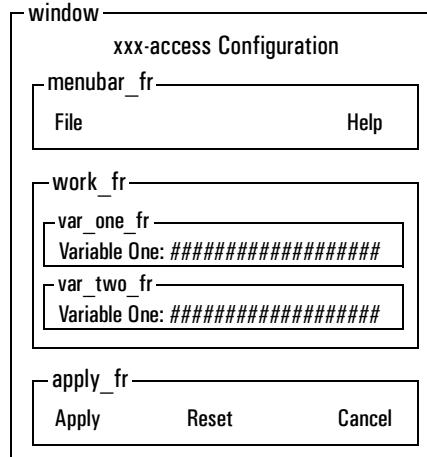 window
xxx-access Configuration
menubar_fr
File Help
work_fr
var_one_fr
Variable One: ###################
var_two_fr
Variable One: ###################
apply_fr
Apply Reset Cancel